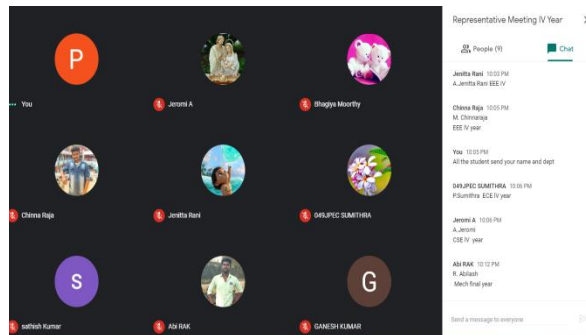 P
You
Jeromi A
Bhagiya Moorthy
Chinna Raja
Jenitta Rani
049JPEC SUMITHRA
S
sathish Kumar
Abi RAK
G
GANESH KUMAR
Representative Meeting IV Year
People (9)
Chat
Jenitta Rani 10:03 PM
A.Jenitta Rani EEE IV
Chinna Raja 10:05 PM
M. Chinnaraja
EEE IV year.
You 10:05 PM
All the student send your name and dept
049JPEC SUMITHRA 10:06 PM
P.Sumithra ECE IV year
Jeromi A 10:06 PM
A.Jeromi
CSE IV year
Abi RAK 10:12 PM
R. Abilash
Mech final year
Send a message to everyone